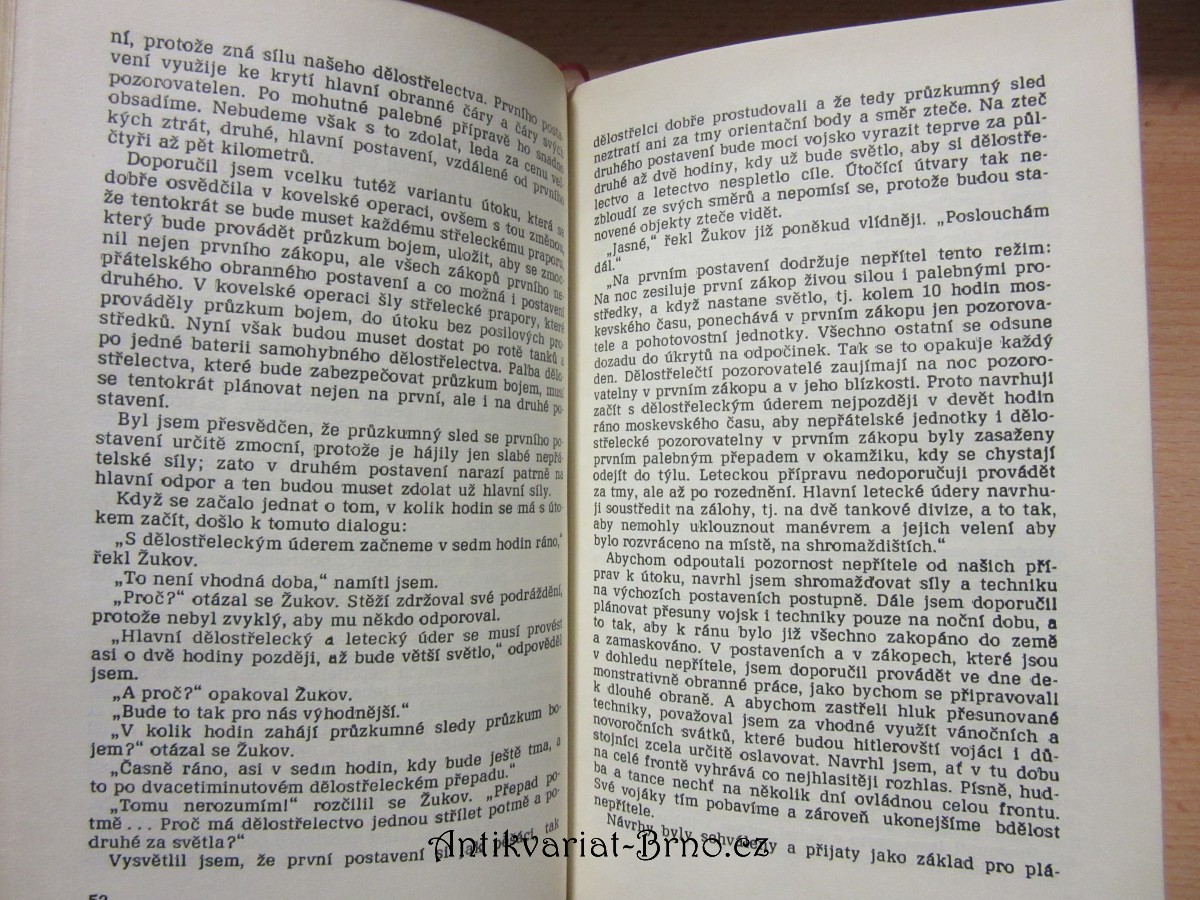 ní, protože zná sílu našeho dělostřelectva. Prvního posta-
vení využije ke krytí hlavní obranné čáry a čáry svých
pozorovatelen. Po mohutné palebné přípravě ho snadno
obsadíme. Nebudeme však s to zdolat, leda za cenu vel-
kých ztrát, druhé, hlavní postavení, vzdálené od prvního
čtyři až pět kilometrů.
Doporučil jsem vcelku tutéž variantu útoku, která se
dobře osvědčila v kovelské operaci, ovšem s tou změnou,
že tentokrát se bude muset každému střeleckému praporu,
který bude provádět průzkum bojem, uložit, aby se zmoc-
nil nejen prvního zákopu, ale všech zákopů prvního ne-
přátelského obranného postavení a co možná i postavení
druhého. V kovelské operaci šly střelecké prapory, které
prováděly průzkum bojem, do útoku bez posilových pro-
středků. Nyní však budou muset dostat po rotě tanků a
po jedné baterii samohybného dělostřelectva. Palba dělo-
střelectva, které bude zabezpečovat průzkum bojem, musí
se tentokrát plánovat nejen na první, ale i na druhé po-
stavení.
Byl jsem přesvědčen, že průzkumný sled se prvního po-
stavení určitě zmocní, protože je hájily jen slabé nepřá-
telské síly; zato v druhém postavení narazí patrně na
hlavní odpor a ten budou muset zdolat už hlavní síly.
Když se začalo jednat o tom, v kolik hodin se má s úto-
kem začít, došlo k tomuto dialogu:
„S dělostřeleckým úderem začneme v sedm hodin ráno,“
řekl Žukov.
„To není vhodná doba,“ namítl jsem.
„Proč?“ otázal se Žukov. Stěží zdržoval své podráždění,
protože nebyl zvyklý, aby mu někdo odporoval.
„Hlavní dělostřelecký a letecký úder se musí provést
asi o dvě hodiny později, až bude větší světlo,“ odpověděl
jsem.
„A proč?“ opakoval Žukov.
„Bude to tak pro nás výhodnější.“
„V kolik hodin zahájí průzkumné sledy průzkum bo-
jem?“ otázal se Žukov.
„Časně ráno, asi v sedm hodin, kdy bude ještě tma, a
to po dvacetiminutovém dělostřeleckém přepadu.“
„Tomu nerozumím!“ rozčilil se Žukov. „Přepad po-
tmě... Proč má dělostřelectvo jednou střílet potmě a po-
druhé za světla?“
Vysvětlil jsem, že první postavení si jak pěšáci, tak
52
dělostřelci dobře prostudovali a že tedy průzkumný sled
neztratí ani za tmy orientační body a směr zteče. Na zteč
druhého postavení bude moci vojsko vyrazit teprve za půl-
druhé až dvě hodiny, kdy už bude světlo, aby si dělostře-
lectvo a letectvo nespletlo cíle. Útočící útvary tak ne-
zbloudí ze svých směrů a nepomísí se, protože budou sta-
novené objekty zteče vidět.
„Jasné,“ řekl Žukov již poněkud vlídněji. „Poslouchám
dál.“
„Na prvním postavení dodržuje nepřítel tento režim:
Na noc zesiluje první zákop živou silou i palebnými pro-
středky, a když nastane světlo, tj. kolem 10 hodin mos-
kevského času, ponechává v prvním zákopu jen pozorova-
tele a pohotovostní jednotky. Všechno ostatní se odsune
dozadu do úkrytů na odpočinek. Tak se to opakuje každý
den. Dělostřelečtí pozorovatelé zaujímají na noc pozoro-
vatelny v prvním zákopu a v jeho blízkosti. Proto navrhuji
začít s dělostřeleckým úderem nejpozději v devět hodin
ráno moskevského času, aby nepřátelské jednotky i dělo-
střelecké pozorovatelny v prvním zákopu byly zasaženy
prvním palebným přepadem v okamžiku, kdy se chystají
odejít do týlu. Leteckou přípravu nedoporučuji provádět
za tmy, ale až po rozednění. Hlavní letecké údery navrhu-
ji soustředit na zálohy, tj. na dvě tankové divize, a to tak,
aby nemohly uklouznout manévrem a jejich velení aby
bylo rozvráceno na místě, na shromaždištích.“
Abychom odpoutali pozornost nepřítele od našich pří-
prav k útoku, navrhl jsem shromažďovat síly a techniku
na výchozích postaveních postupně. Dále jsem doporučil
plánovat přesuny vojsk i techniky pouze na noční dobu, a
to tak, aby k ránu bylo již všechno zakopáno do země
a zamaskováno. V postaveních a v zákopech, které jsou
v dohledu nepřítele, jsem doporučil provádět ve dne de-
monstrativně obranné práce, jako bychom se připravovali
k dlouhé obraně. A abychom zastřeli hluk přesunované
techniky, považoval jsem za vhodné využít vánočních a
novoročních svátků, které budou hitlerovští vojáci i dů-
stojníci zcela určitě oslavovat. Navrhl jsem, ať v tu dobu
na celé frontě vyhrává co nejhlasitěji rozhlas. Písně, hud-
ba a tance nechť na několik dní ovládnou celou frontu.
Své vojáky tím pobavíme a zároveň ukonejšíme bdělost
nepřítele.
Návrhy byly schváleny a přijaty jako základ pro plá-
Antikvariat-Brno.cz